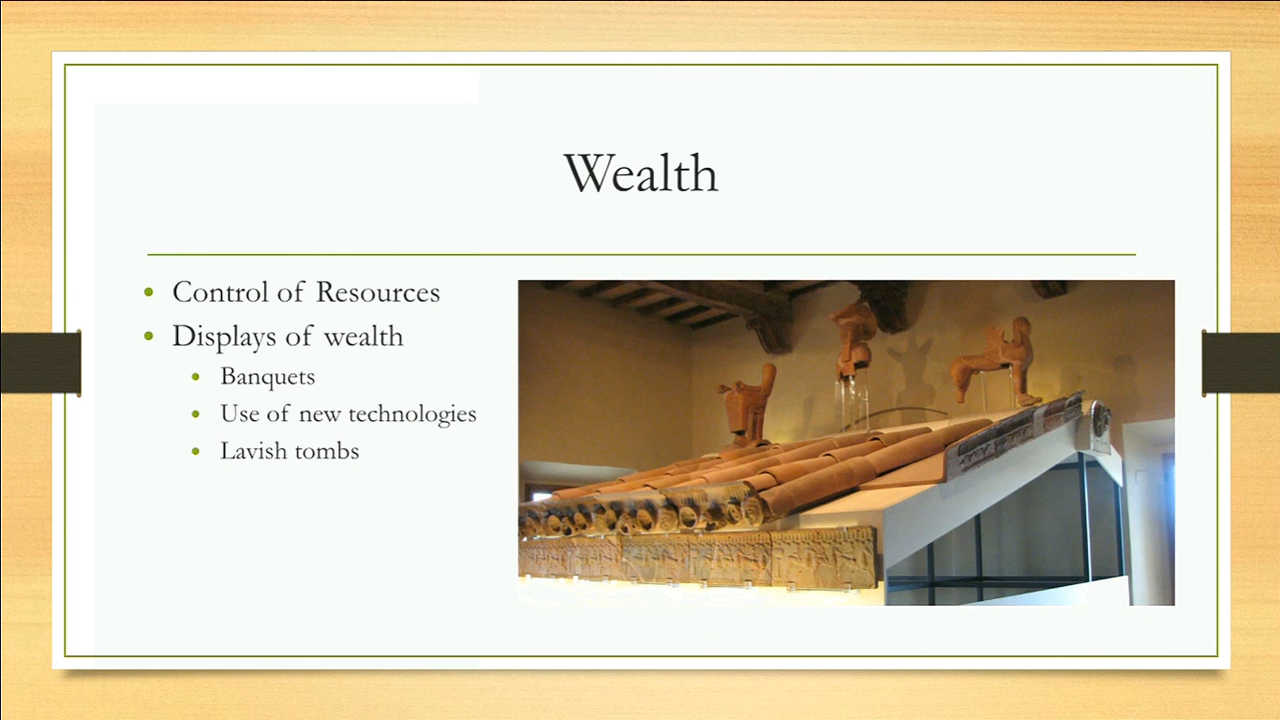 Wealth
Control of Resources
Displays of wealth
Banquets
Use of new technologies
Lavish tombs